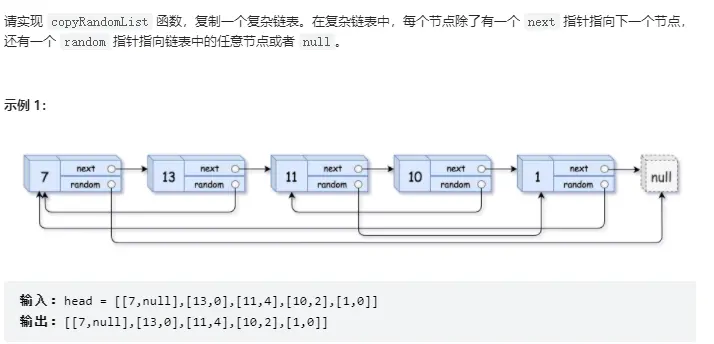 请实现 copyRandomList 函数，复制一个复杂链表。在复杂链表中，每个节点除了有一个 next 指针指向下一个节点，
还有一个 random 指针指向链表中的任意节点或者 null。
示例 1：
7 next random 13 next random 11 next random 10 next random 1 next random null
输入：head = [[7,null],[13,0],[11,4],[10,2],[1,0]]
输出：[[7,null],[13,0],[11,4],[10,2],[1,0]]